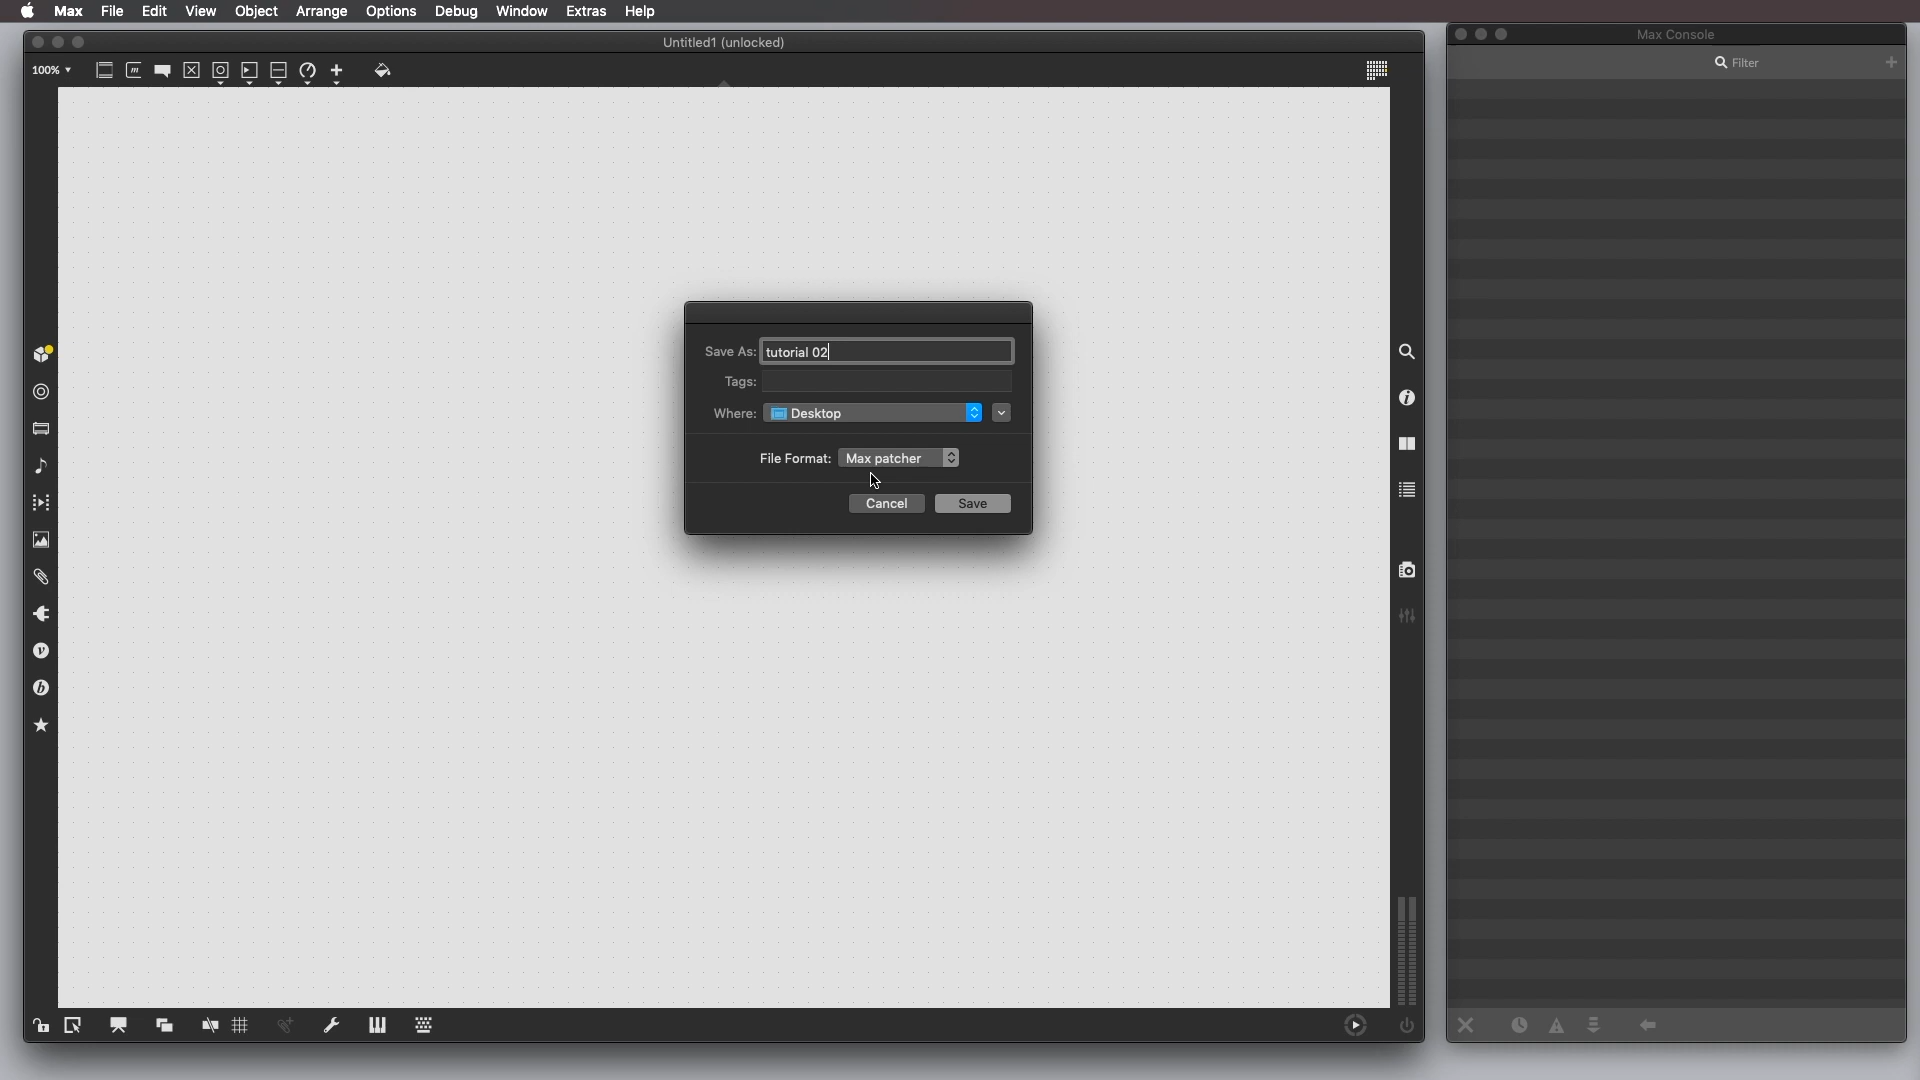 Max File Edit View Object Arrange Options Debug Window Extras Help
Untitled1 (unlocked)
Max Console
100%
Filter
Save As: tutorial 02
Tags:
Where: Desktop
File Format: Max patcher
Cancel Save